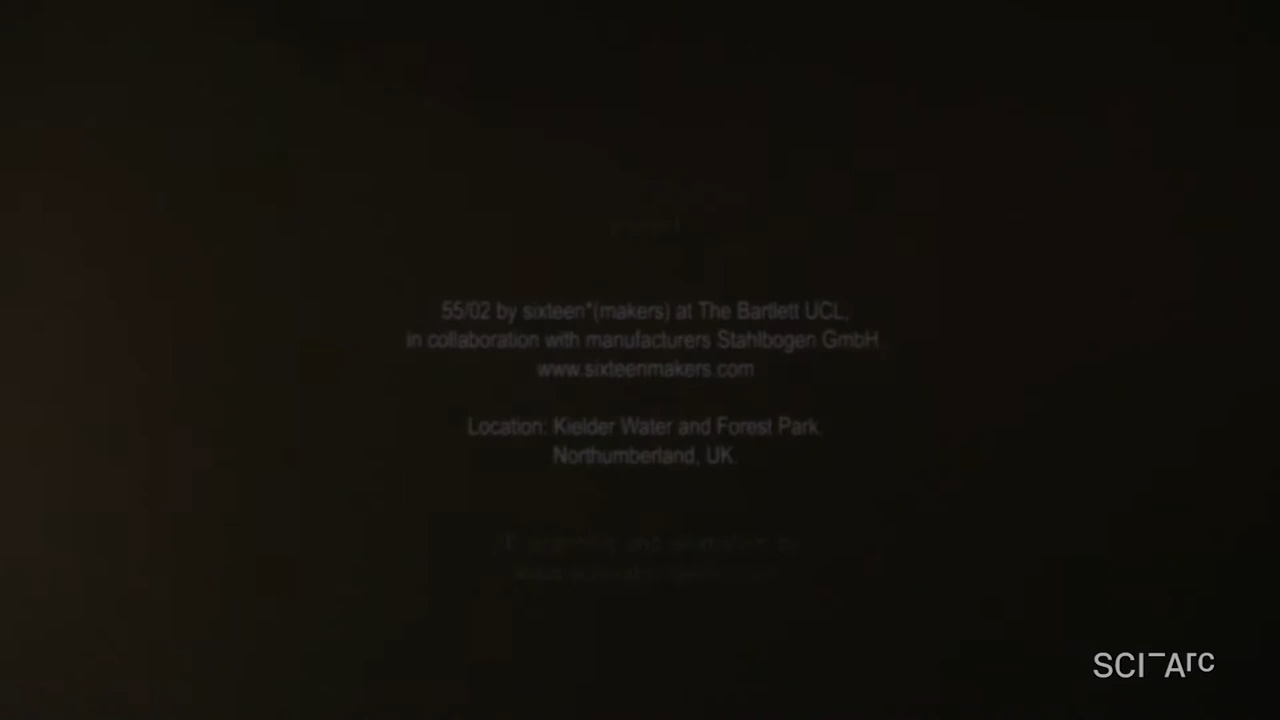 55/02 by sixteen*(makers) at The Bartlett UCL,
in collaboration with manufacturers Stahlbogen GmbH
www.sixteenmakers.com
Location: Kielder Water and Forest Park.
Northumberland, UK.
SCI-Arc